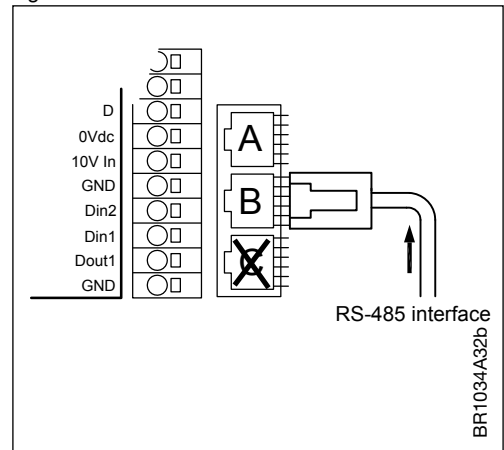 D
0Vdc
10V In
GND
Din2
Din1
Dout1
GND
A
B
C
RS-485 interface
BR1034A32b